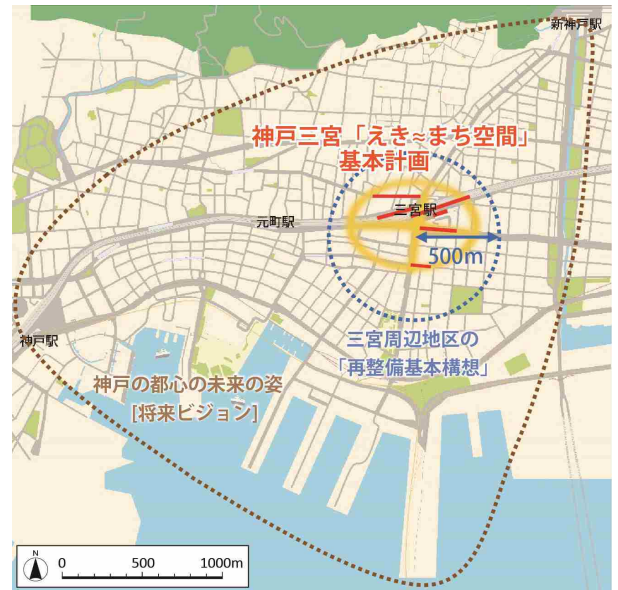 新神戸駅
神戸三宮「えき≈まち空間」
基本計画
三宮駅
元町駅
500m
神戸駅
三宮周辺地区の
「再整備基本構想」
神戸の都心の未来の姿
[将来ビジョン]
N
0 500 1000m